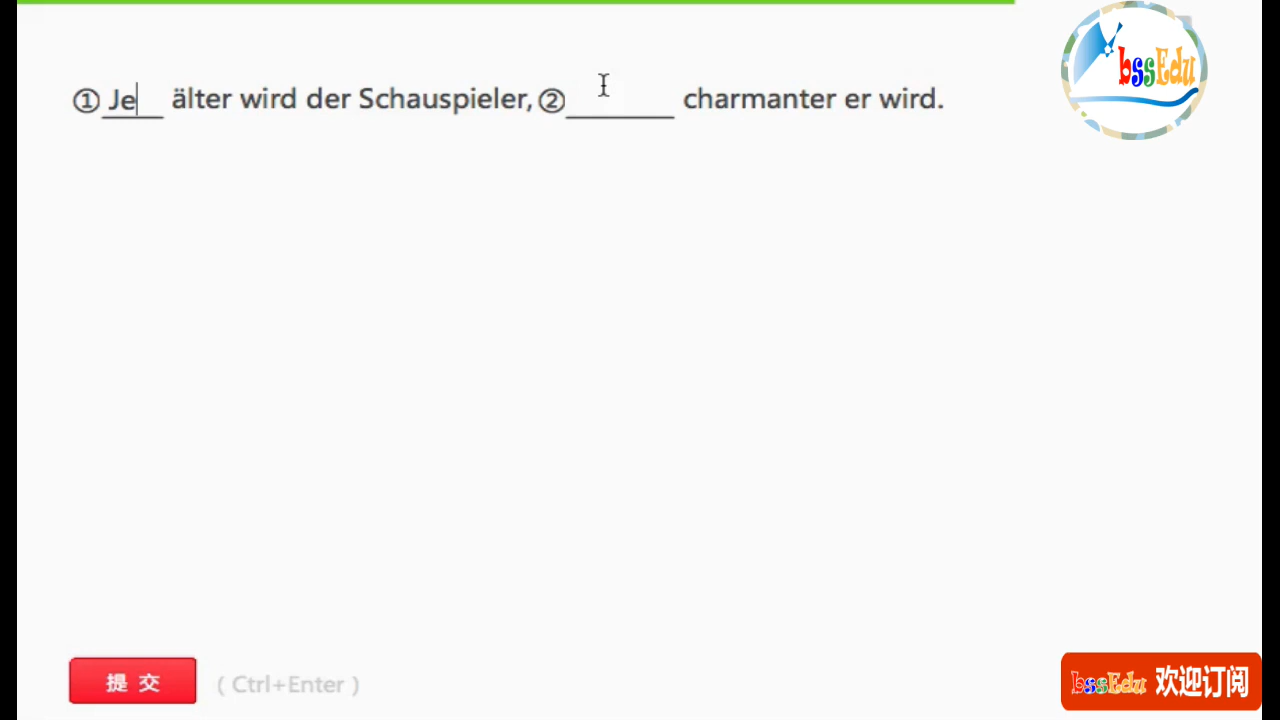 bssEdu
① Je älter wird der Schauspieler, ② charmanter er wird.
提 交 ( Ctrl+Enter )
bssEdu 欢迎订阅